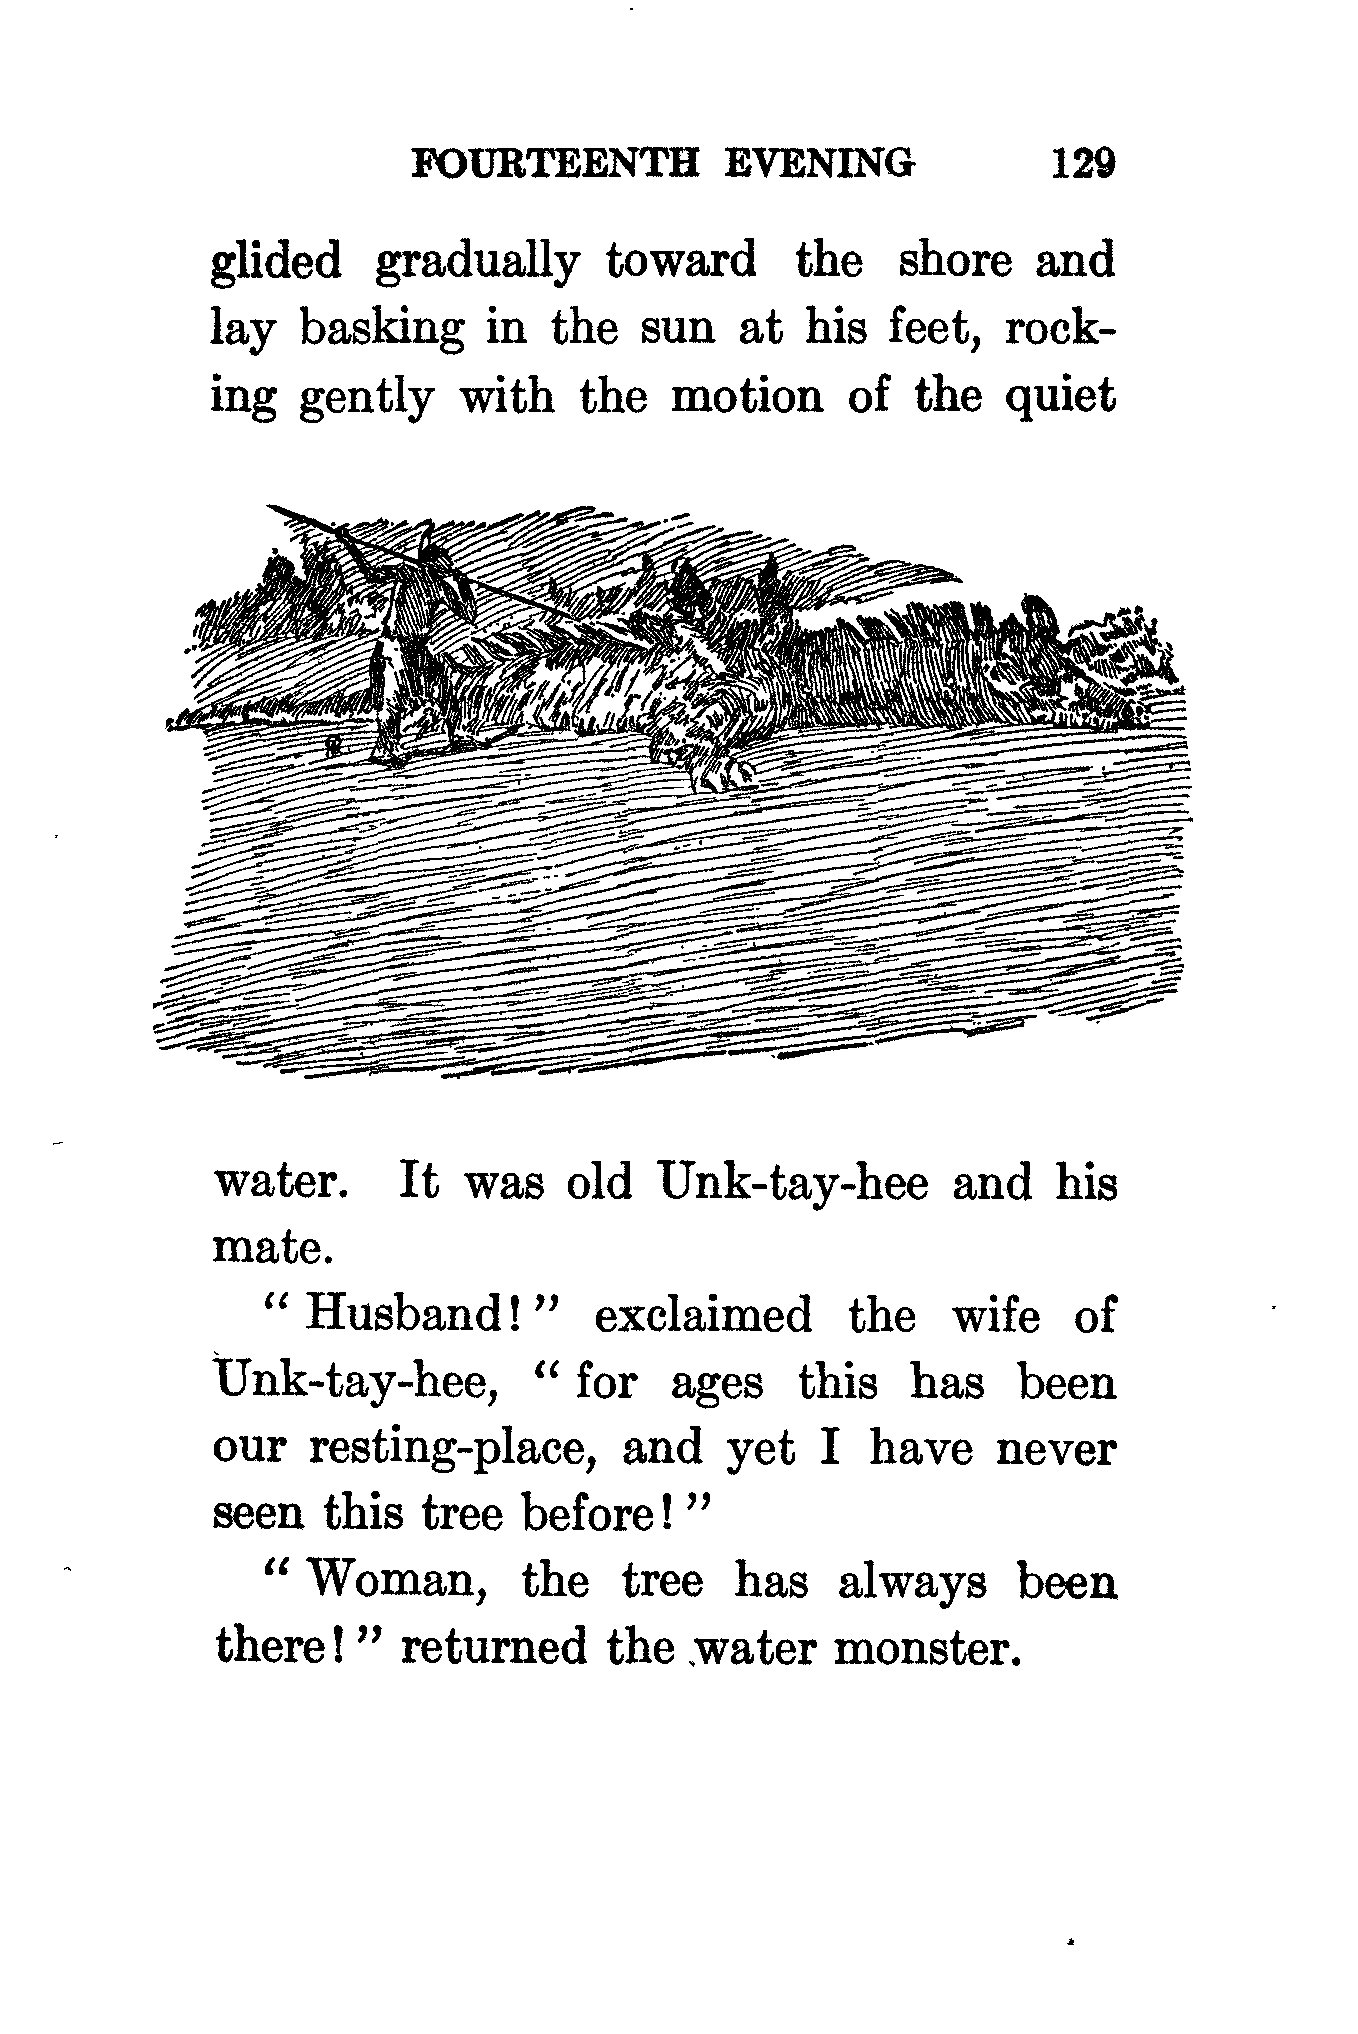 FOURTEENTH EVENING 129
glided gradually toward the shore and
lay basking in the sun at his feet, rock-
ing gently with the motion of the quiet
water. It was old Unk-tay-hee and his
mate.
“Husband!” exclaimed the wife of
Unk-tay-hee, “for ages this has been
our resting-place, and yet I have never
seen this tree before!”
“Woman, the tree has always been
there!” returned the water monster.